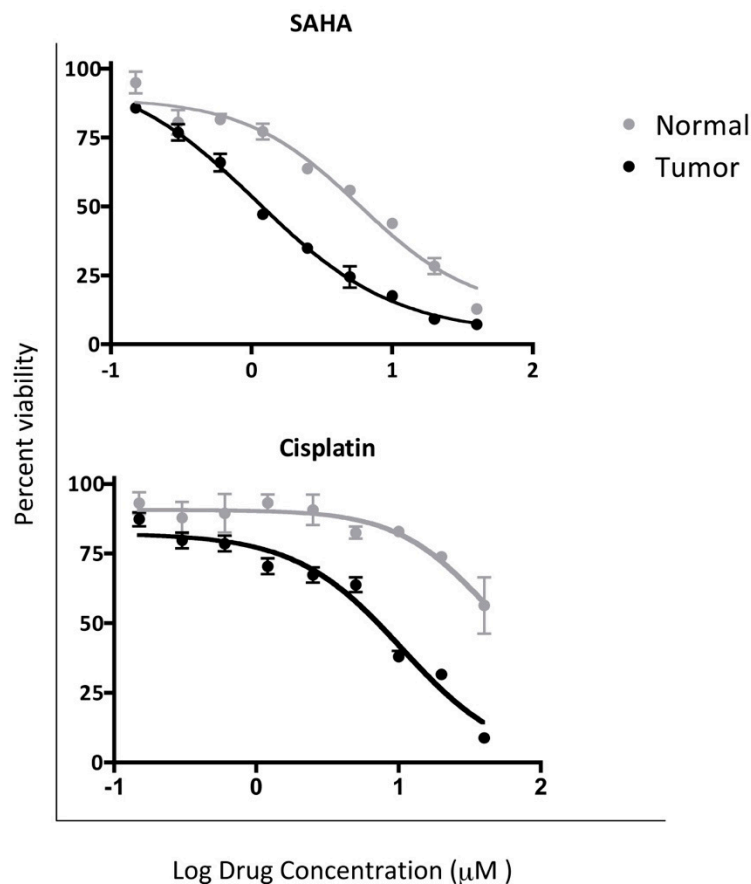 SAHA
100
75
50
25
0
-1 0 1 2
Normal
Tumor
Cisplatin
100
75
50
25
0
-1 0 1 2
Percent viability
Log Drug Concentration (μM )